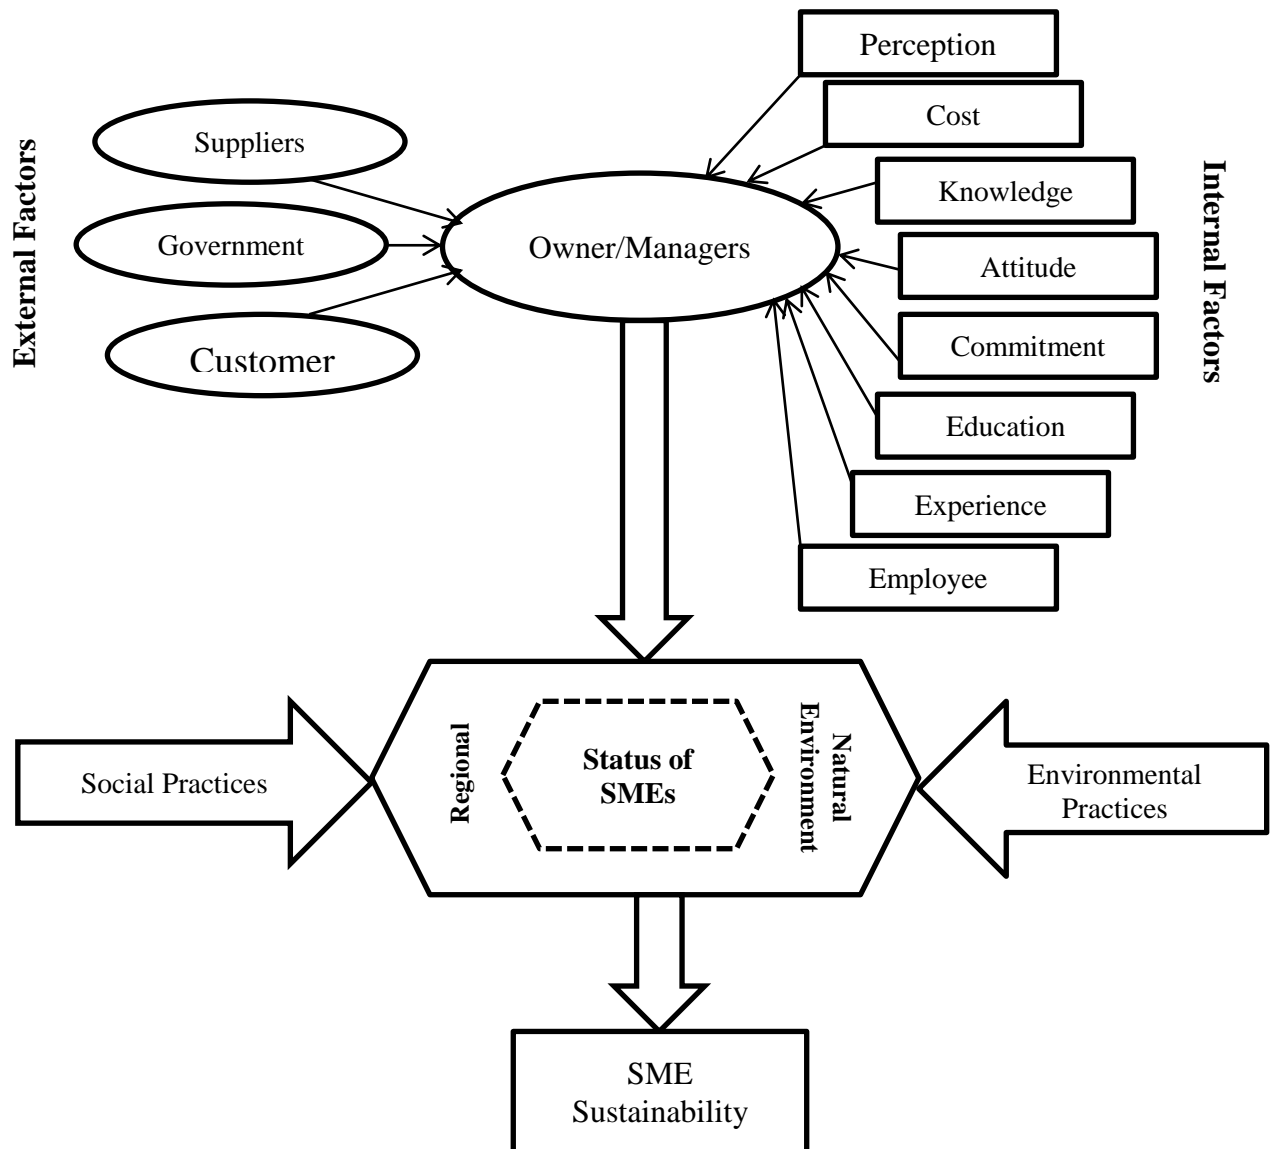 External Factors
Suppliers
Government
Customer
Owner/Managers
Perception
Cost
Knowledge
Attitude
Commitment
Education
Experience
Employee
Internal Factors
Social Practices
Regional
Status of
SMEs
Natural
Environment
Environmental
Practices
SME
Sustainability